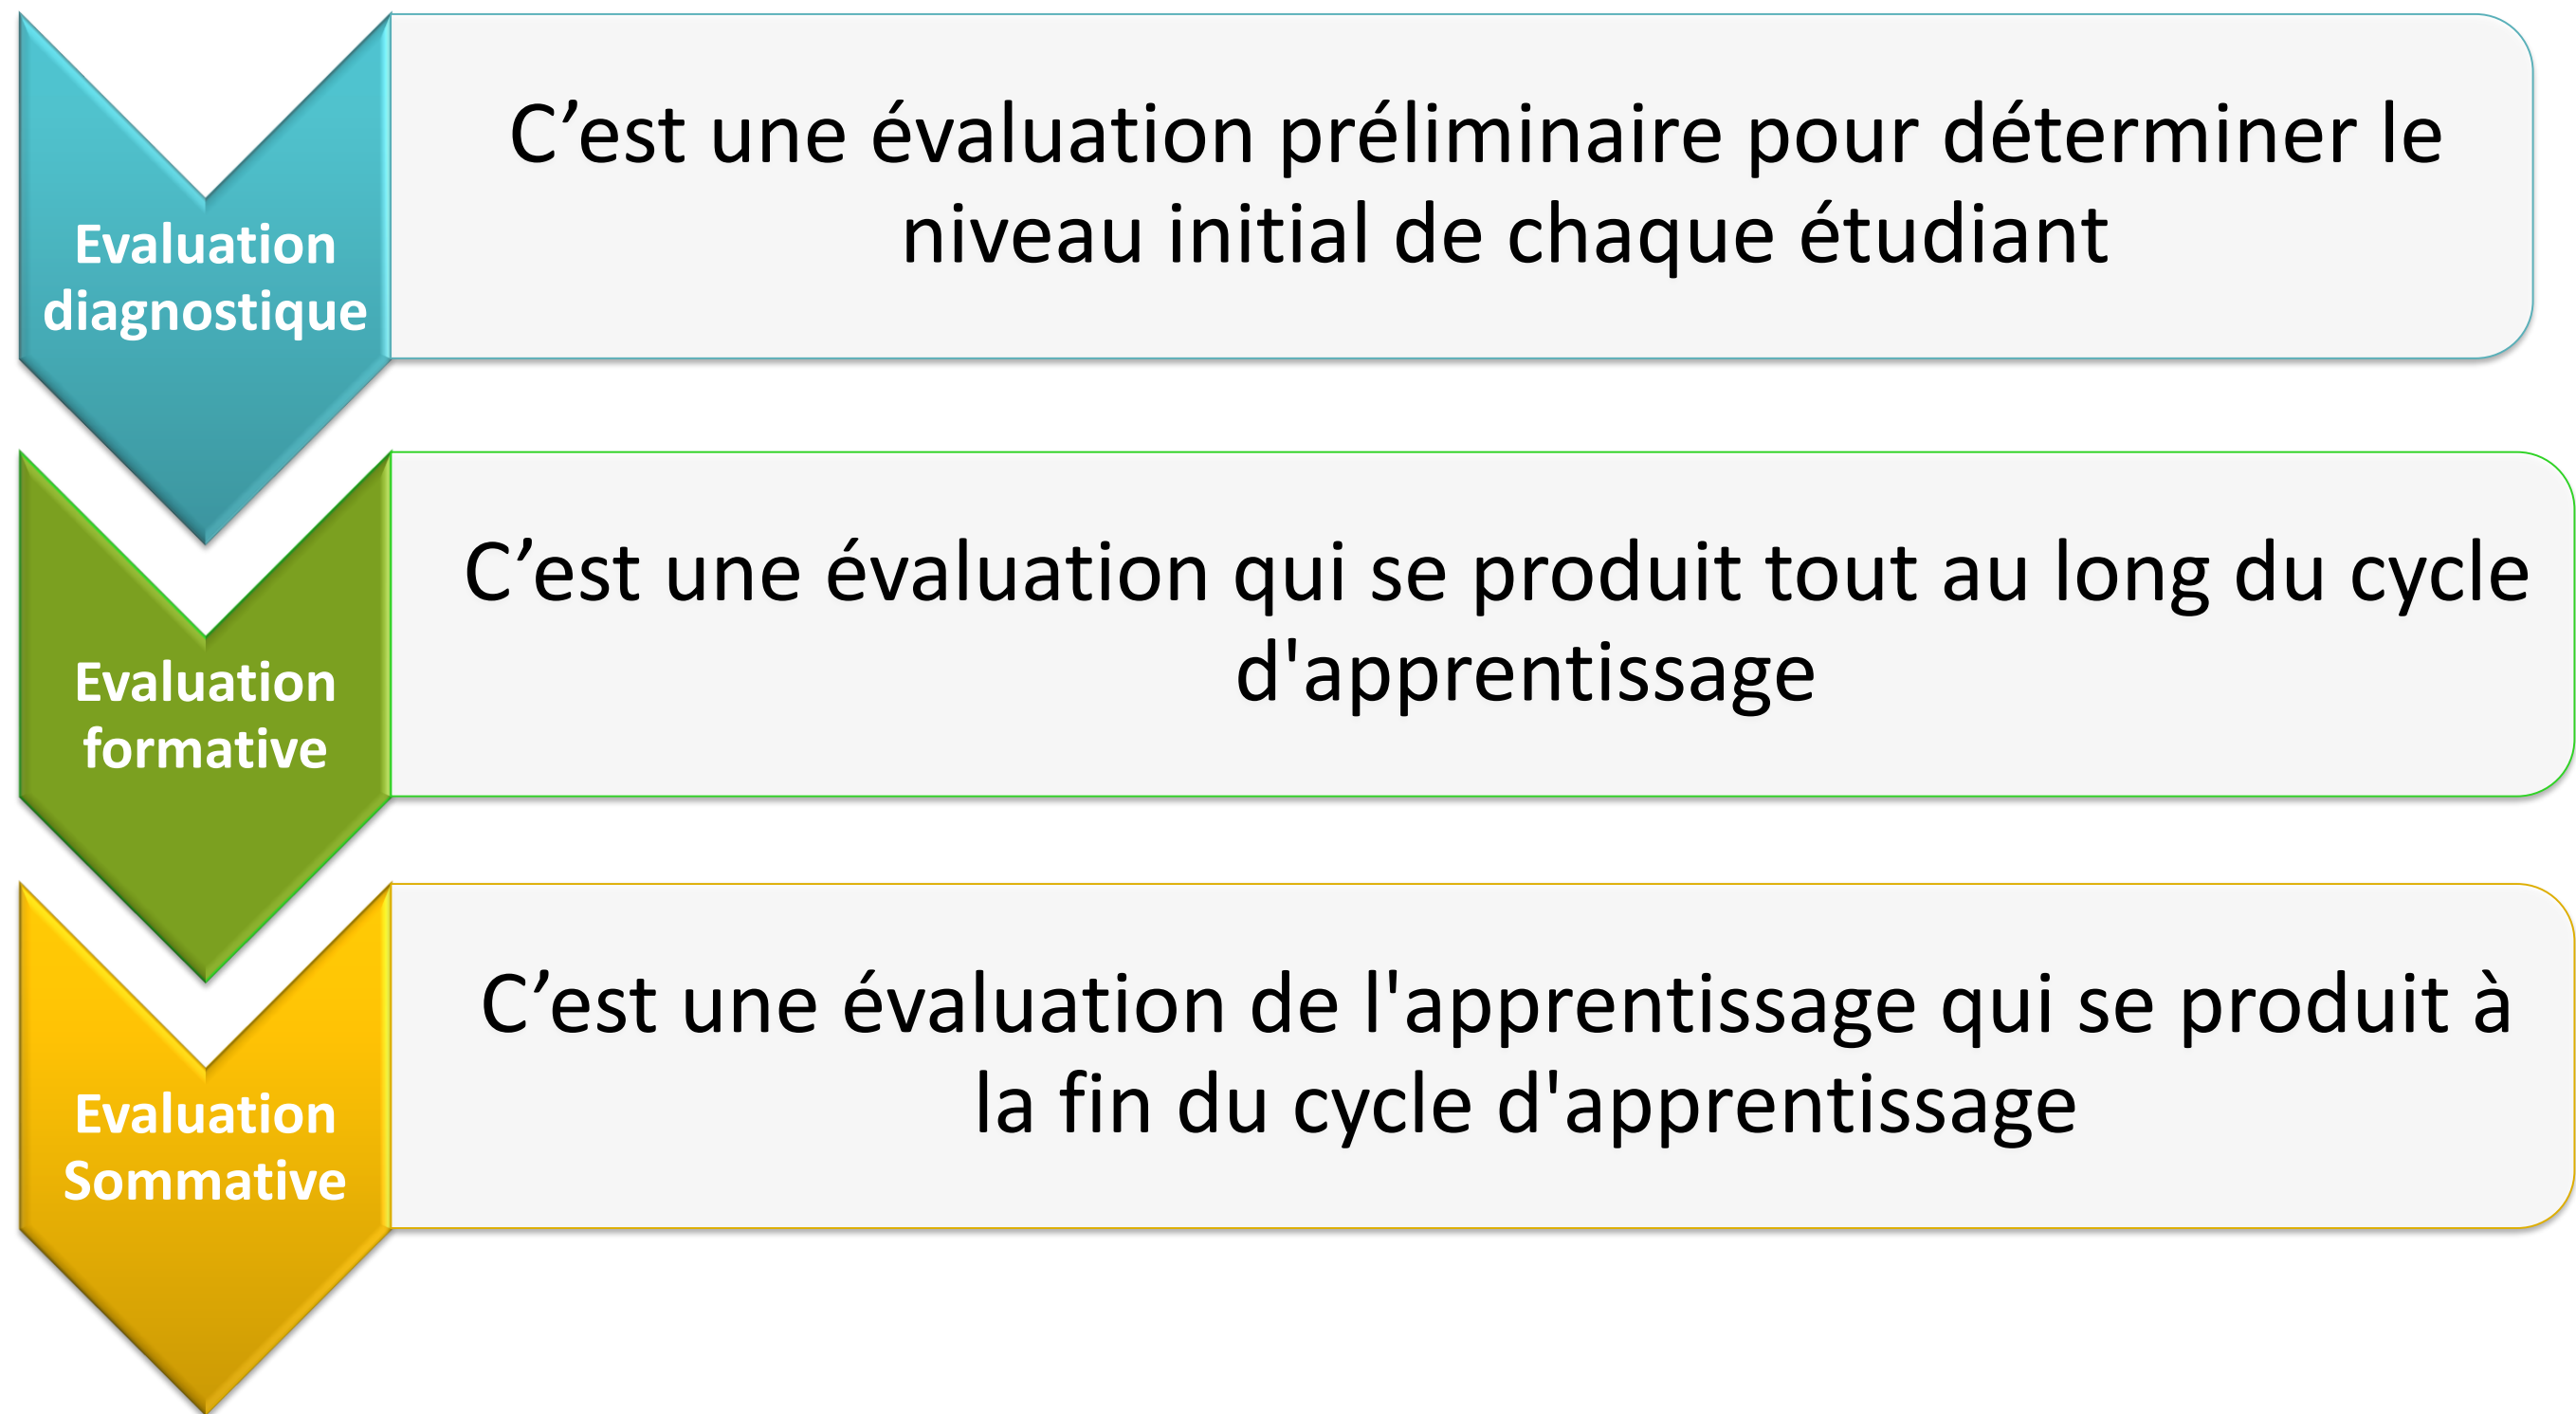 Evaluation
diagnostique
C’est une évaluation préliminaire pour déterminer le
niveau initial de chaque étudiant
Evaluation
formative
C’est une évaluation qui se produit tout au long du cycle
d'apprentissage
Evaluation
Sommative
C’est une évaluation de l'apprentissage qui se produit à
la fin du cycle d'apprentissage